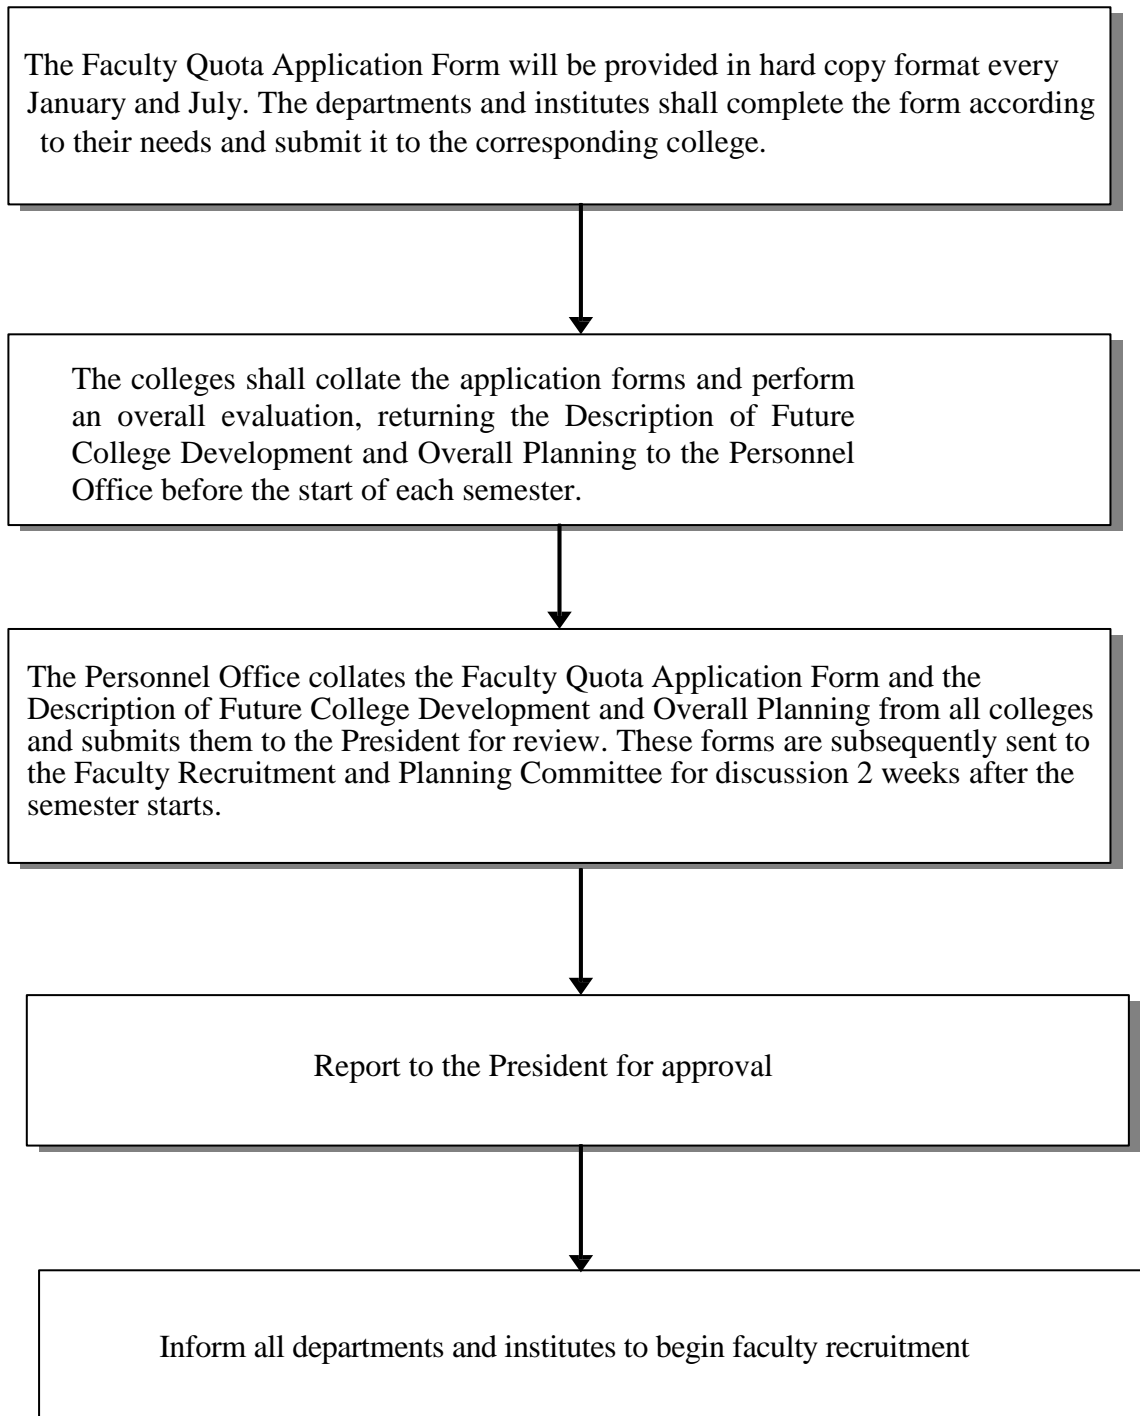 The Faculty Quota Application Form will be provided in hard copy format every
January and July. The departments and institutes shall complete the form according
to their needs and submit it to the corresponding college.
The colleges shall collate the application forms and perform
an overall evaluation, returning the Description of Future
College Development and Overall Planning to the Personnel
Office before the start of each semester.
The Personnel Office collates the Faculty Quota Application Form and the
Description of Future College Development and Overall Planning from all colleges
and submits them to the President for review. These forms are subsequently sent to
the Faculty Recruitment and Planning Committee for discussion 2 weeks after the
semester starts.
Report to the President for approval
Inform all departments and institutes to begin faculty recruitment